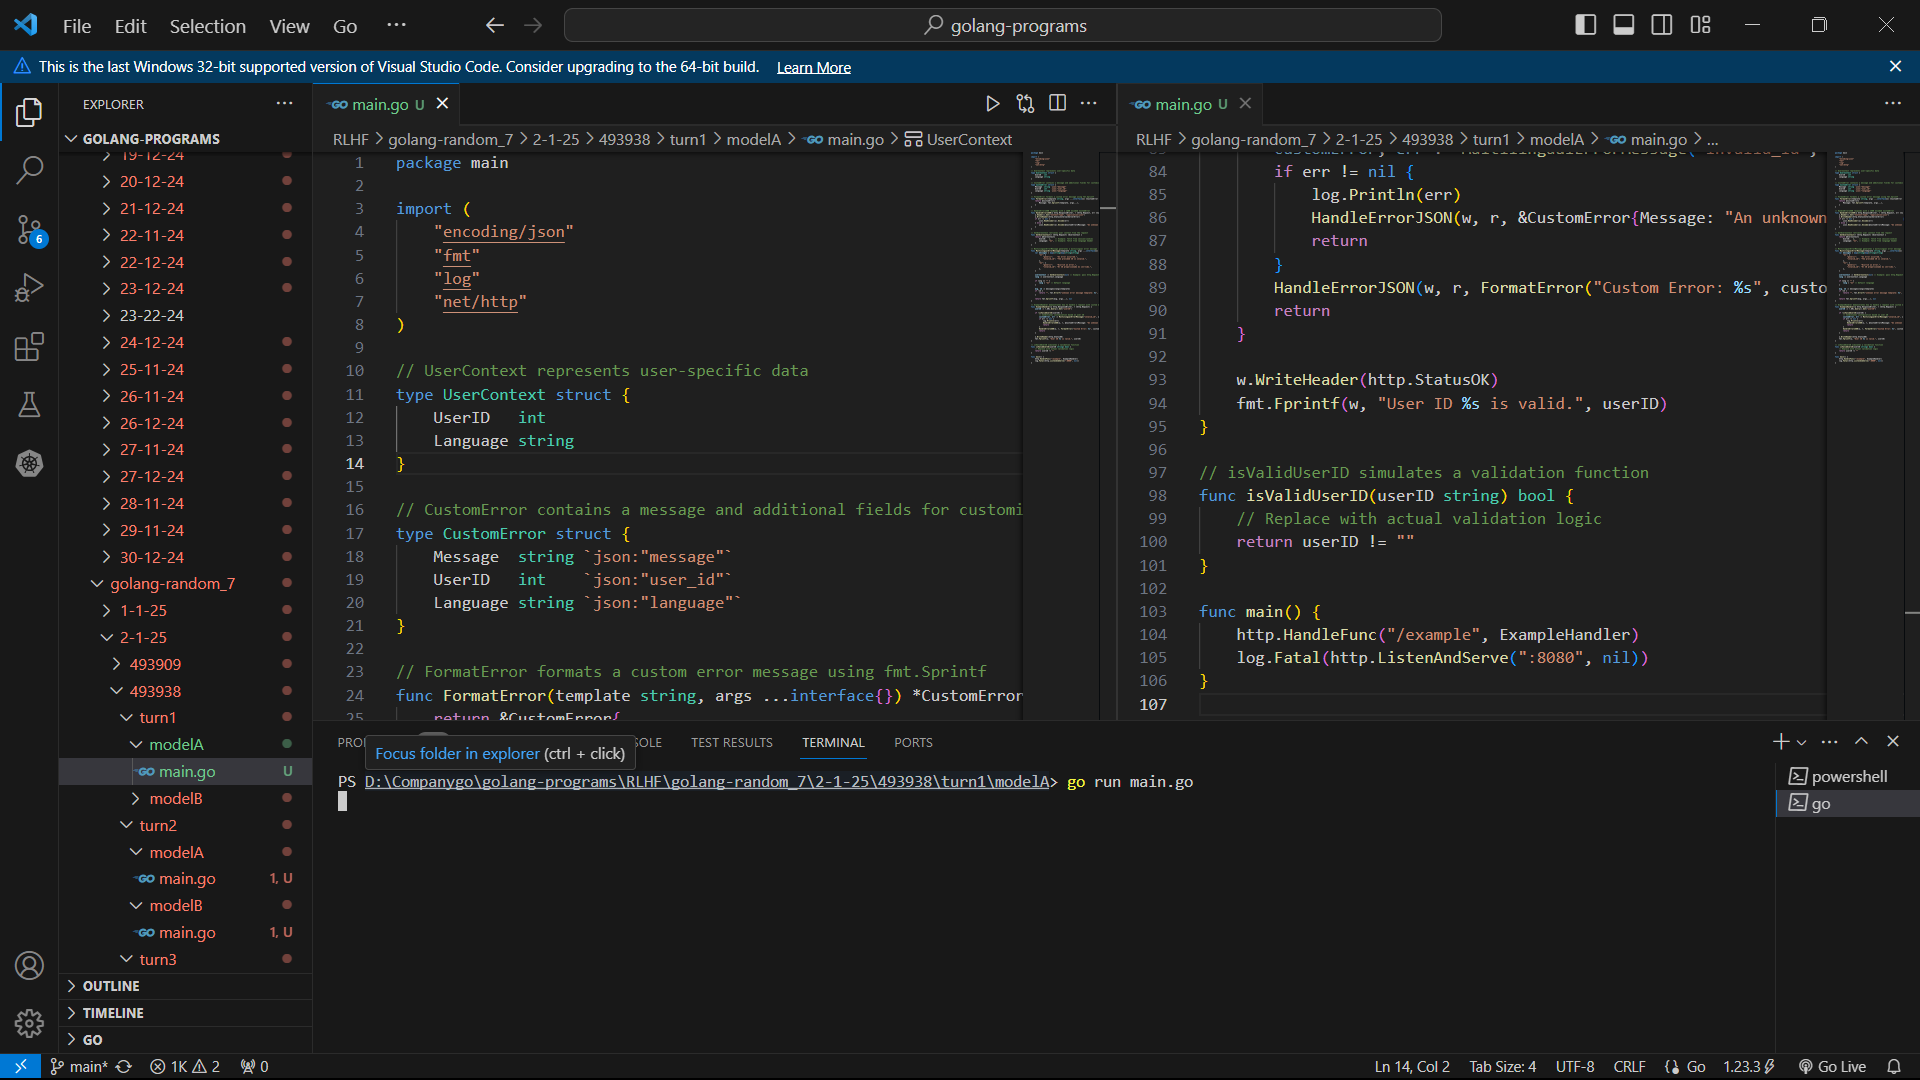 File Edit Selection View Go ···
golang-programs
This is the last Windows 32-bit supported version of Visual Studio Code. Consider upgrading to the 64-bit build. Learn More
EXPLORER
GOLANG-PROGRAMS
19-12-24
20-12-24
21-12-24
22-11-24
22-12-24
23-12-24
23-22-24
24-12-24
25-11-24
26-11-24
26-12-24
27-11-24
27-12-24
28-11-24
29-11-24
30-12-24
golang-random_7
1-1-25
2-1-25
493909
493938
turn1
modelA
main.go U
modelB
turn2
modelA
main.go 1, U
modelB
main.go 1, U
turn3
OUTLINE
TIMELINE
GO
6
main.go U
RLHF > golang-random_7 > 2-1-25 > 493938 > turn1 > modelA > main.go > UserContext
1 package main
2
3 import (
4 "encoding/json"
5 "fmt"
6 "log"
7 "net/http"
8 )
9
10 // UserContext represents user-specific data
11 type UserContext struct {
12 UserID int
13 Language string
14 }
15
16 // CustomError contains a message and additional fields for customi
17 type CustomError struct {
18 Message string `json:"message"`
19 UserID int `json:"user_id"`
20 Language string `json:"language"`
21 }
22
23 // FormatError formats a custom error message using fmt.Sprintf
24 func FormatError(template string, args ...interface{}) *CustomError
25 return &CustomError{
main.go U
RLHF > golang-random_7 > 2-1-25 > 493938 > turn1 > modelA > main.go > ...
84 if err != nil {
85 log.Println(err)
86 HandleErrorJSON(w, r, &CustomError{Message: "An unknown
87 return
88 }
89 HandleErrorJSON(w, r, FormatError("Custom Error: %s", custo
90 return
91 }
92
93 w.WriteHeader(http.StatusOK)
94 fmt.Fprintf(w, "User ID %s is valid.", userID)
95 }
96
97 // isValidUserID simulates a validation function
98 func isValidUserID(userID string) bool {
99 // Replace with actual validation logic
100 return userID != ""
101 }
102
103 func main() {
104 http.HandleFunc("/example", ExampleHandler)
105 log.Fatal(http.ListenAndServe(":8080", nil))
106 }
107
PRO SOLE TEST RESULTS TERMINAL PORTS
Focus folder in explorer (ctrl + click)
PS D:\Companygo\golang-programs\RLHF\golang-random_7\2-1-25\493938\turn1\modelA> go run main.go
powershell
go
main* 1K 2 0
Ln 14, Col 2 Tab Size: 4 UTF-8 CRLF Go 1.23.3 Go Live